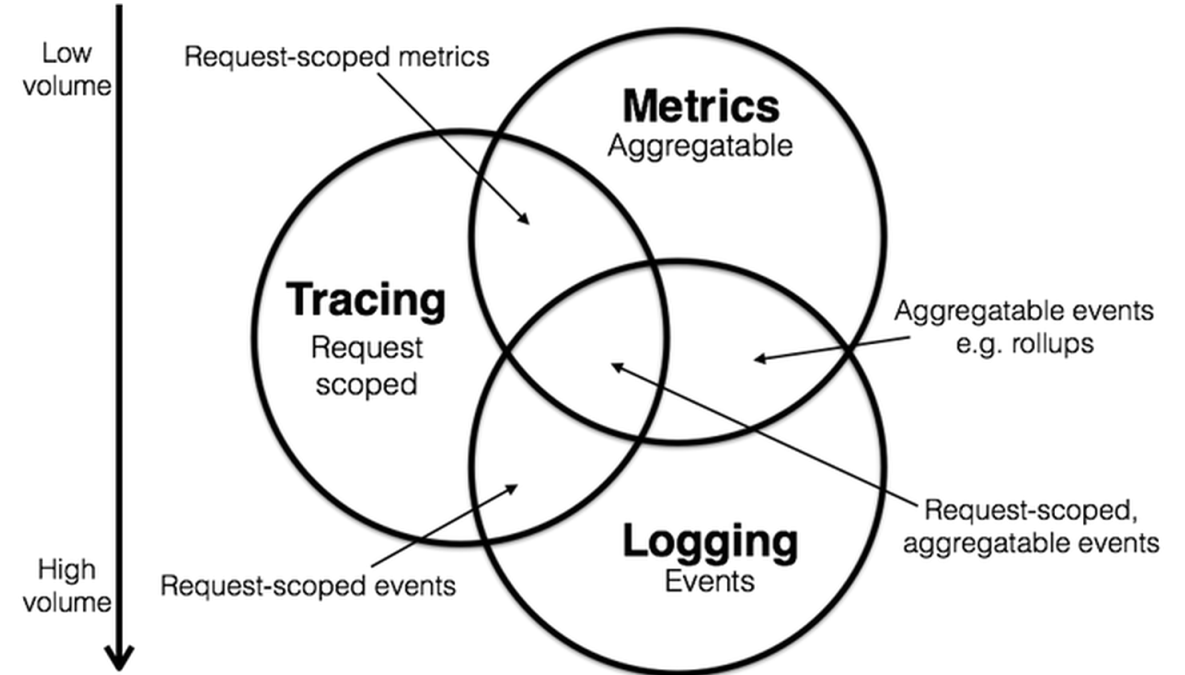 Low
volume
Request-scoped metrics
Metrics
Aggregatable
Tracing
Request
scoped
Aggregatable events
e.g. rollups
Request-scoped,
aggregatable events
Logging
Events
High
volume
Request-scoped events